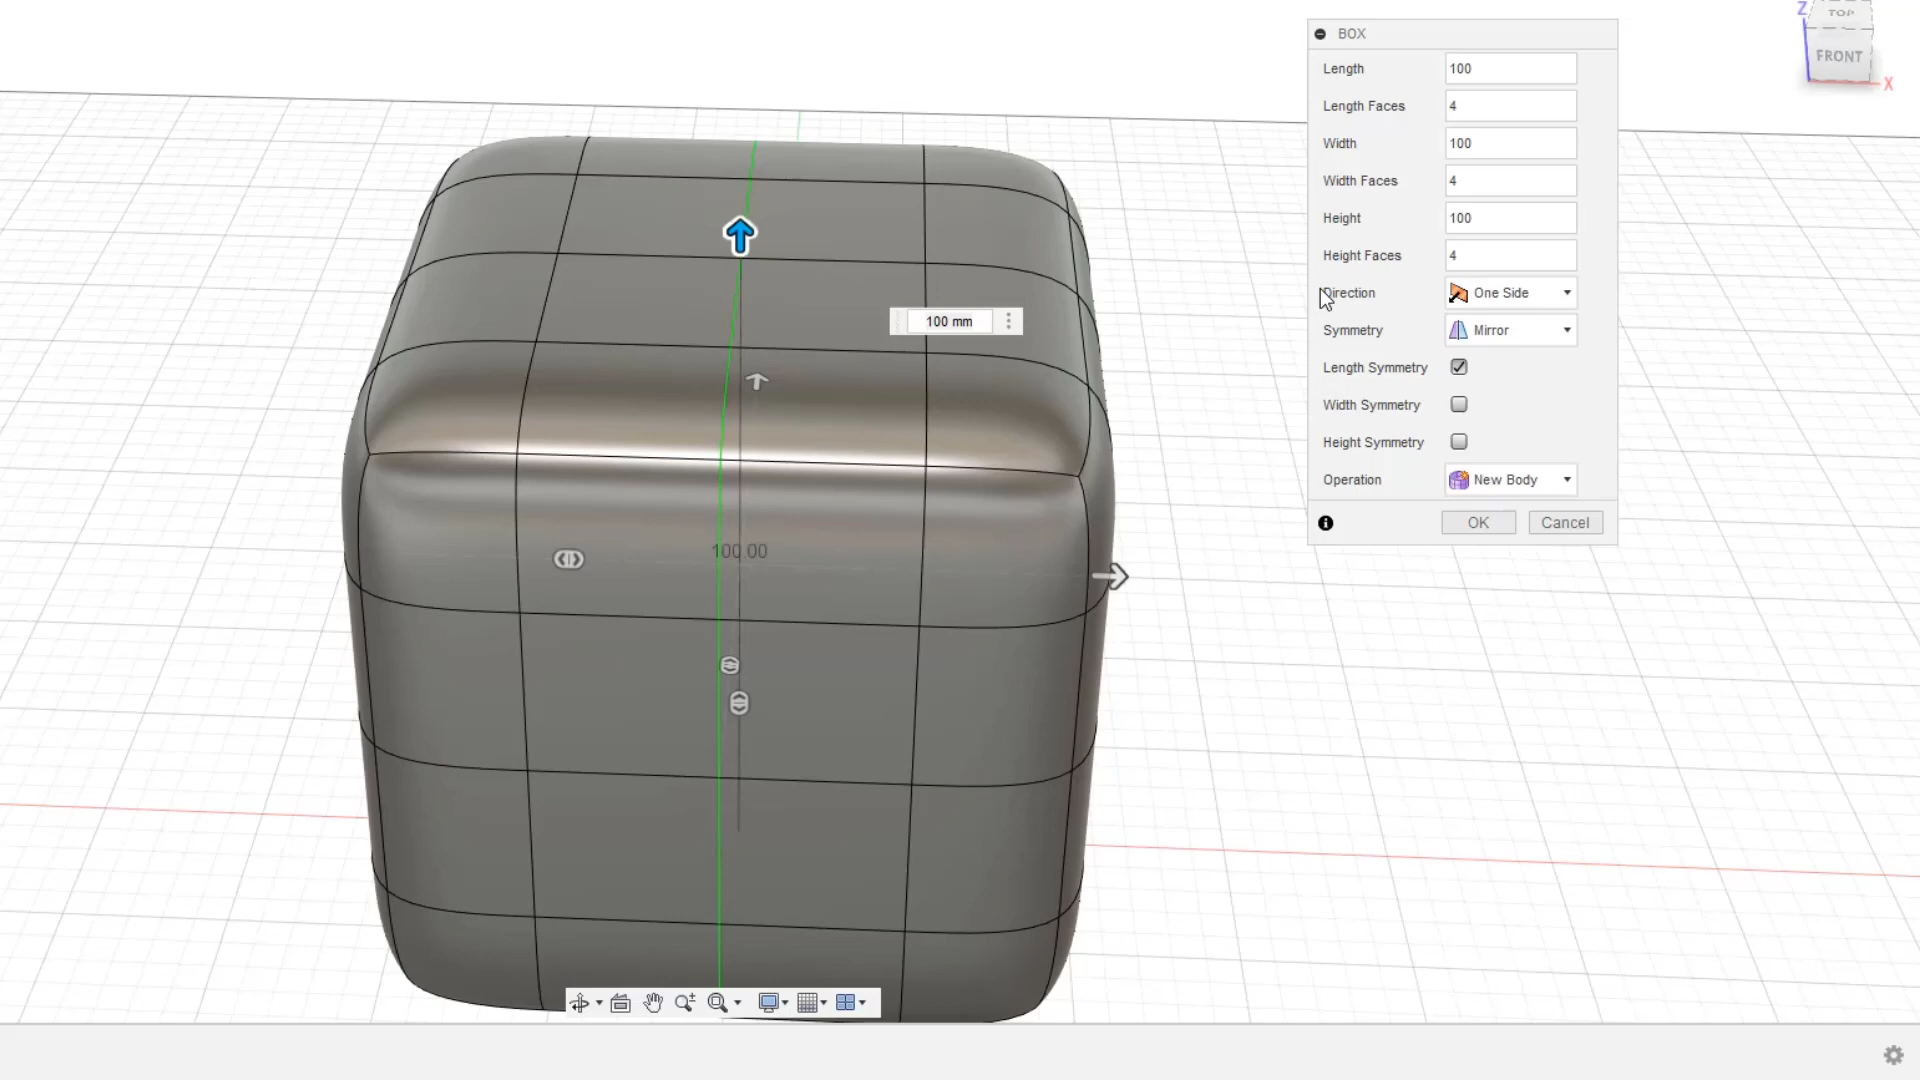 BOX
Length 100
Length Faces 4
Width 100
Width Faces 4
Height 100
Height Faces 4
Direction One Side
Symmetry Mirror
Length Symmetry
Width Symmetry
Height Symmetry
Operation New Body
OK Cancel
Z
TOP
FRONT
X
100 mm
100.00